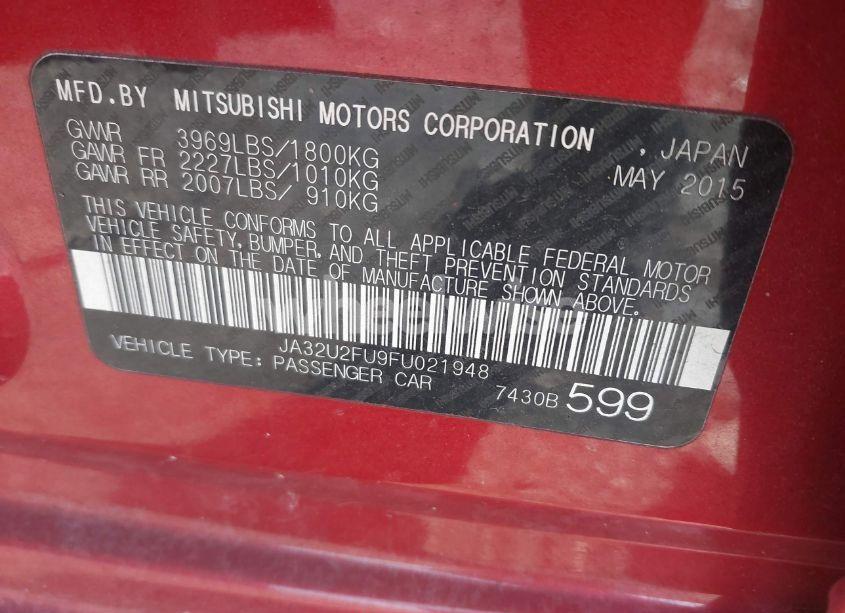 MFD.BY MITSUBISHI MOTORS CORPORATION , JAPAN
GVWR 3969LBS/1800KG MAY 2015
GAWR FR 2227LBS/1010KG
GAWR RR 2007LBS/ 910KG
THIS VEHICLE CONFORMS TO ALL APPLICABLE FEDERAL MOTOR
VEHICLE SAFETY, BUMPER, AND THEFT PREVENTION STANDARDS
IN EFFECT ON THE DATE OF MANUFACTURE SHOWN ABOVE.
JA32U2FU9FU021948
VEHICLE TYPE: PASSENGER CAR 7430B 599